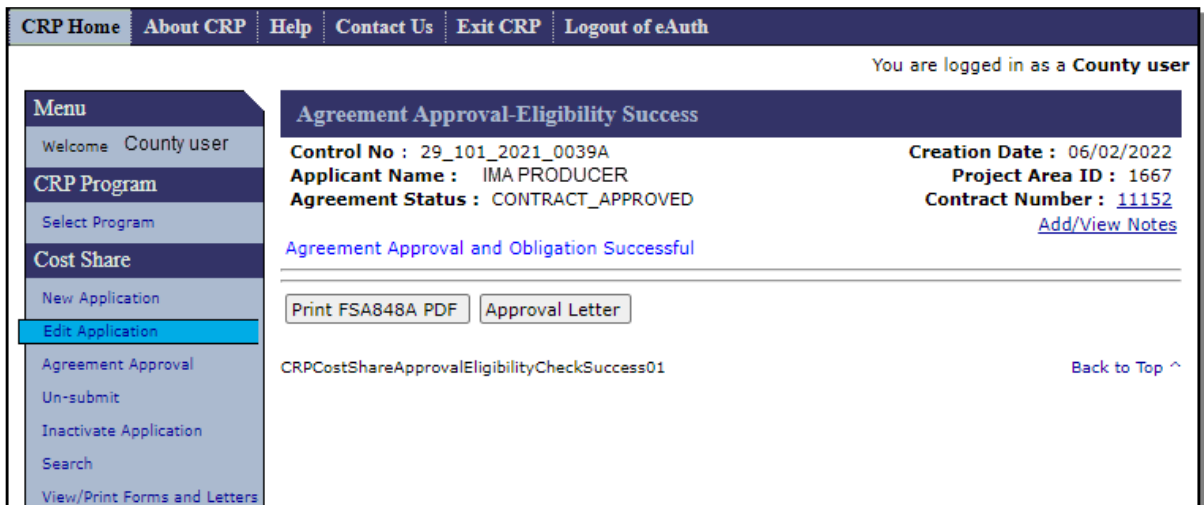 CRP Home About CRP Help Contact Us Exit CRP Logout of eAuth
You are logged in as a County user
Menu
Welcome County user
CRP Program
Select Program
Cost Share
New Application
Edit Application
Agreement Approval
Un-submit
Inactivate Application
Search
View/Print Forms and Letters
Agreement Approval-Eligibility Success
Control No : 29_101_2021_0039A Creation Date : 06/02/2022
Applicant Name : IMA PRODUCER Project Area ID : 1667
Agreement Status : CONTRACT_APPROVED Contract Number : 11152
Add/View Notes
Agreement Approval and Obligation Successful
Print FSA848A PDF Approval Letter
CRPCostShareApprovalEligibilityCheckSuccess01 Back to Top ^